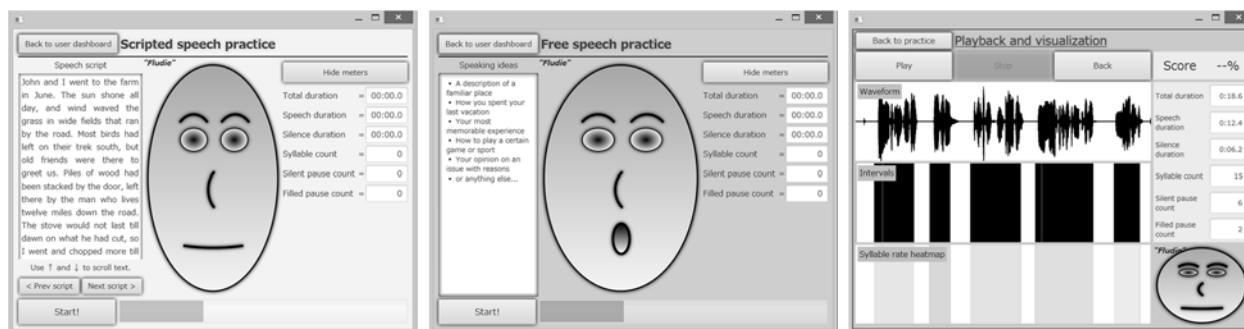 Back to user dashboard
Scripted speech practice
Speech script
John and I went to the farm
in June. The sun shone all
day, and wind waved the
grass in wide fields that ran
by the road. Most birds had
left on their trek south, but
old friends were there to
greet us. Piles of wood had
been stacked by the door, left
there by the man who lives
twelve miles down the road.
The stove would not last till
dawn on what he had cut, so
I went and chopped more till
Use ↑ and ↓ to scroll text.
< Prev script
Next script >
Start!
"Fludie"
Hide meters
Total duration = 00:00.0
Speech duration = 00:00.0
Silence duration = 00:00.0
Syllable count = 0
Silent pause count = 0
Filled pause count = 0
Back to user dashboard
Free speech practice
Speaking ideas
• A description of a
familiar place
• How you spent your
last vacation
• Your most
memorable experience
• How to play a certain
game or sport
• Your opinion on an
issue with reasons
• or anything else...
Start!
"Fludie"
Hide meters
Total duration = 00:00.0
Speech duration = 00:00.0
Silence duration = 00:00.0
Syllable count = 0
Silent pause count = 0
Filled pause count = 0
Back to practice
Playback and visualization
Play
Stop
Back
Score --%
Waveform
Intervals
Syllable rate heatmap
Total duration 0:18.6
Speech
duration 0:12.4
Silence
duration 0:06.2
Syllable count 15
Silent pause
count 6
Filled pause
count 2
"Fludie"